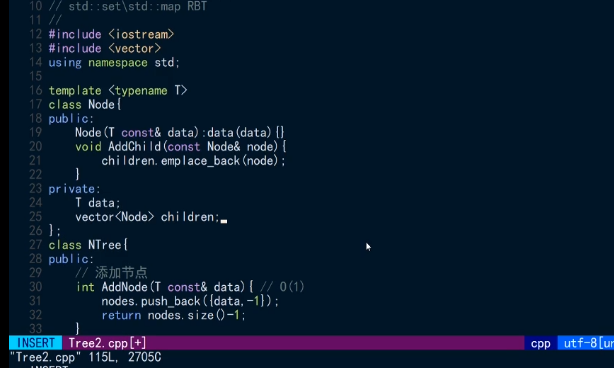 10 // std::set\std::map RBT
11 //
12 #include <iostream>
13 #include <vector>
14 using namespace std;
15
16 template <typename T>
17 class Node{
18 public:
19     Node(T const& data):data(data){}
20     void AddChild(const Node& node){
21         children.emplace_back(node);
22     }
23 private:
24     T data;
25     vector<Node> children;
26 };
27 class NTree{
28 public:
29     // 添加节点
30     int AddNode(T const& data){ // O(1)
31         nodes.push_back({data,-1});
32         return nodes.size()-1;
33     }
INSERT Tree2.cpp[+] cpp utf-8[un
"Tree2.cpp" 115L, 2705C
-- INSERT --